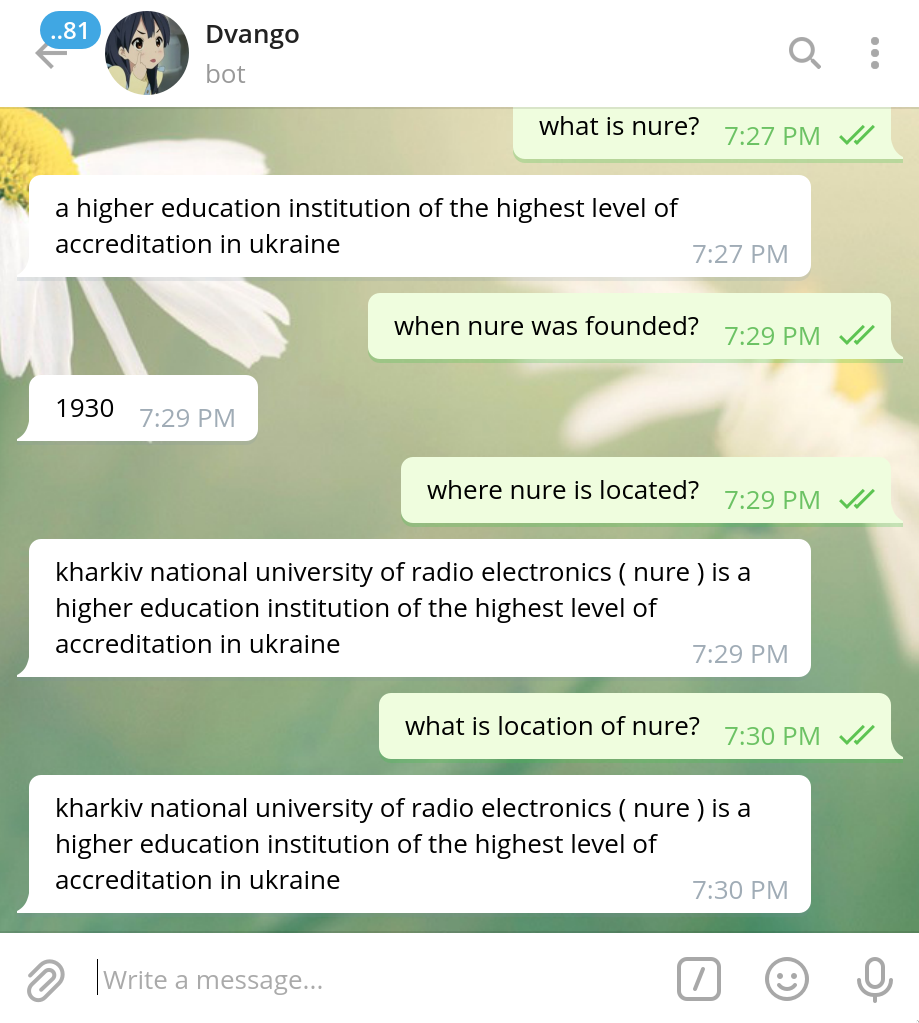 ..81
Dvango
bot
what is nure?
7:27 PM
a higher education institution of the highest level of
accreditation in ukraine
7:27 PM
when nure was founded?
7:29 PM
1930
7:29 PM
where nure is located?
7:29 PM
kharkiv national university of radio electronics ( nure ) is a
higher education institution of the highest level of
accreditation in ukraine
7:29 PM
what is location of nure?
7:30 PM
kharkiv national university of radio electronics ( nure ) is a
higher education institution of the highest level of
accreditation in ukraine
7:30 PM
Write a message...